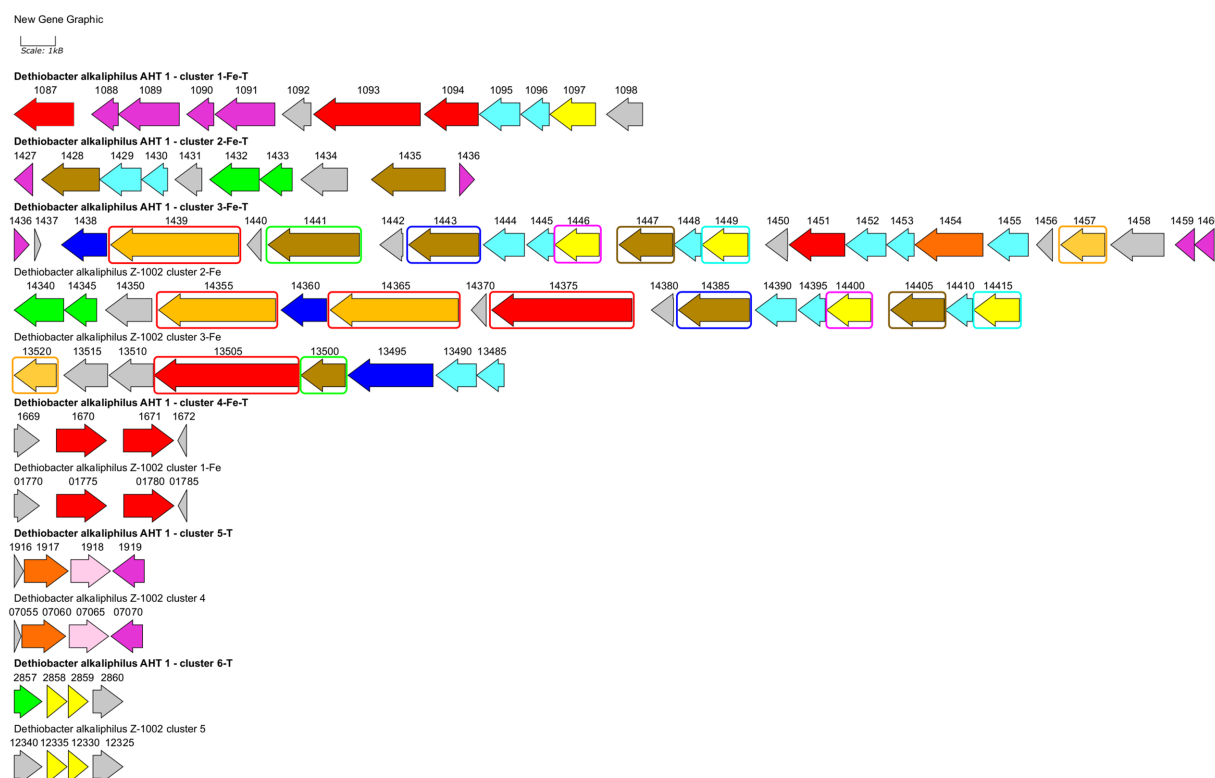 New Gene Graphic
Scale: 1kB
Dethiobacter alkaliphilus AHT 1 - cluster 1-Fe-T
1087 1088 1089 1090 1091 1092 1093 1094 1095 1096 1097 1098
Dethiobacter alkaliphilus AHT 1 - cluster 2-Fe-T
1427 1428 1429 1430 1431 1432 1433 1434 1435 1436
Dethiobacter alkaliphilus AHT 1 - cluster 3-Fe-T
1436 1437 1438 1439 1440 1441 1442 1443 1444 1445 1446 1447 1448 1449 1450 1451 1452 1453 1454 1455 1456 1457 1458 1459 146
Dethiobacter alkaliphilus Z-1002 cluster 2-Fe
14340 14345 14350 14355 14360 14365 14370 14375 14380 14385 14390 14395 14400 14405 14410 14415
Dethiobacter alkaliphilus Z-1002 cluster 3-Fe
13520 13515 13510 13505 13500 13495 13490 13485
Dethiobacter alkaliphilus AHT 1 - cluster 4-Fe-T
1669 1670 1671 1672
Dethiobacter alkaliphilus Z-1002 cluster 1-Fe
01770 01775 01780 01785
Dethiobacter alkaliphilus AHT 1 - cluster 5-T
1916 1917 1918 1919
Dethiobacter alkaliphilus Z-1002 cluster 4
07055 07060 07065 07070
Dethiobacter alkaliphilus AHT 1 - cluster 6-T
2857 2858 2859 2860
Dethiobacter alkaliphilus Z-1002 cluster 5
12340 12335 12330 12325